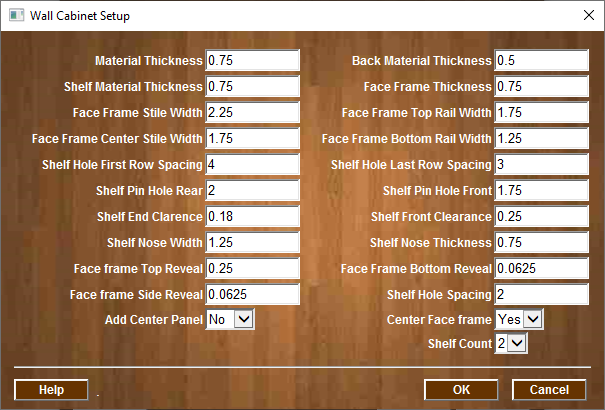 Wall Cabinet Setup
Material Thickness 0.75 Back Material Thickness 0.5
Shelf Material Thickness 0.75 Face Frame Thickness 0.75
Face Frame Stile Width 2.25 Face Frame Top Rail Width 1.75
Face Frame Center Stile Width 1.75 Face Frame Bottom Rail Width 1.25
Shelf Hole First Row Spacing 4 Shelf Hole Last Row Spacing 3
Shelf Pin Hole Rear 2 Shelf Pin Hole Front 1.75
Shelf End Clarence 0.18 Shelf Front Clearance 0.25
Shelf Nose Width 1.25 Shelf Nose Thickness 0.75
Face frame Top Reveal 0.25 Face Frame Bottom Reveal 0.0625
Face frame Side Reveal 0.0625 Shelf Hole Spacing 2
Add Center Panel No Center Face frame Yes
Shelf Count 2
Help . OK Cancel